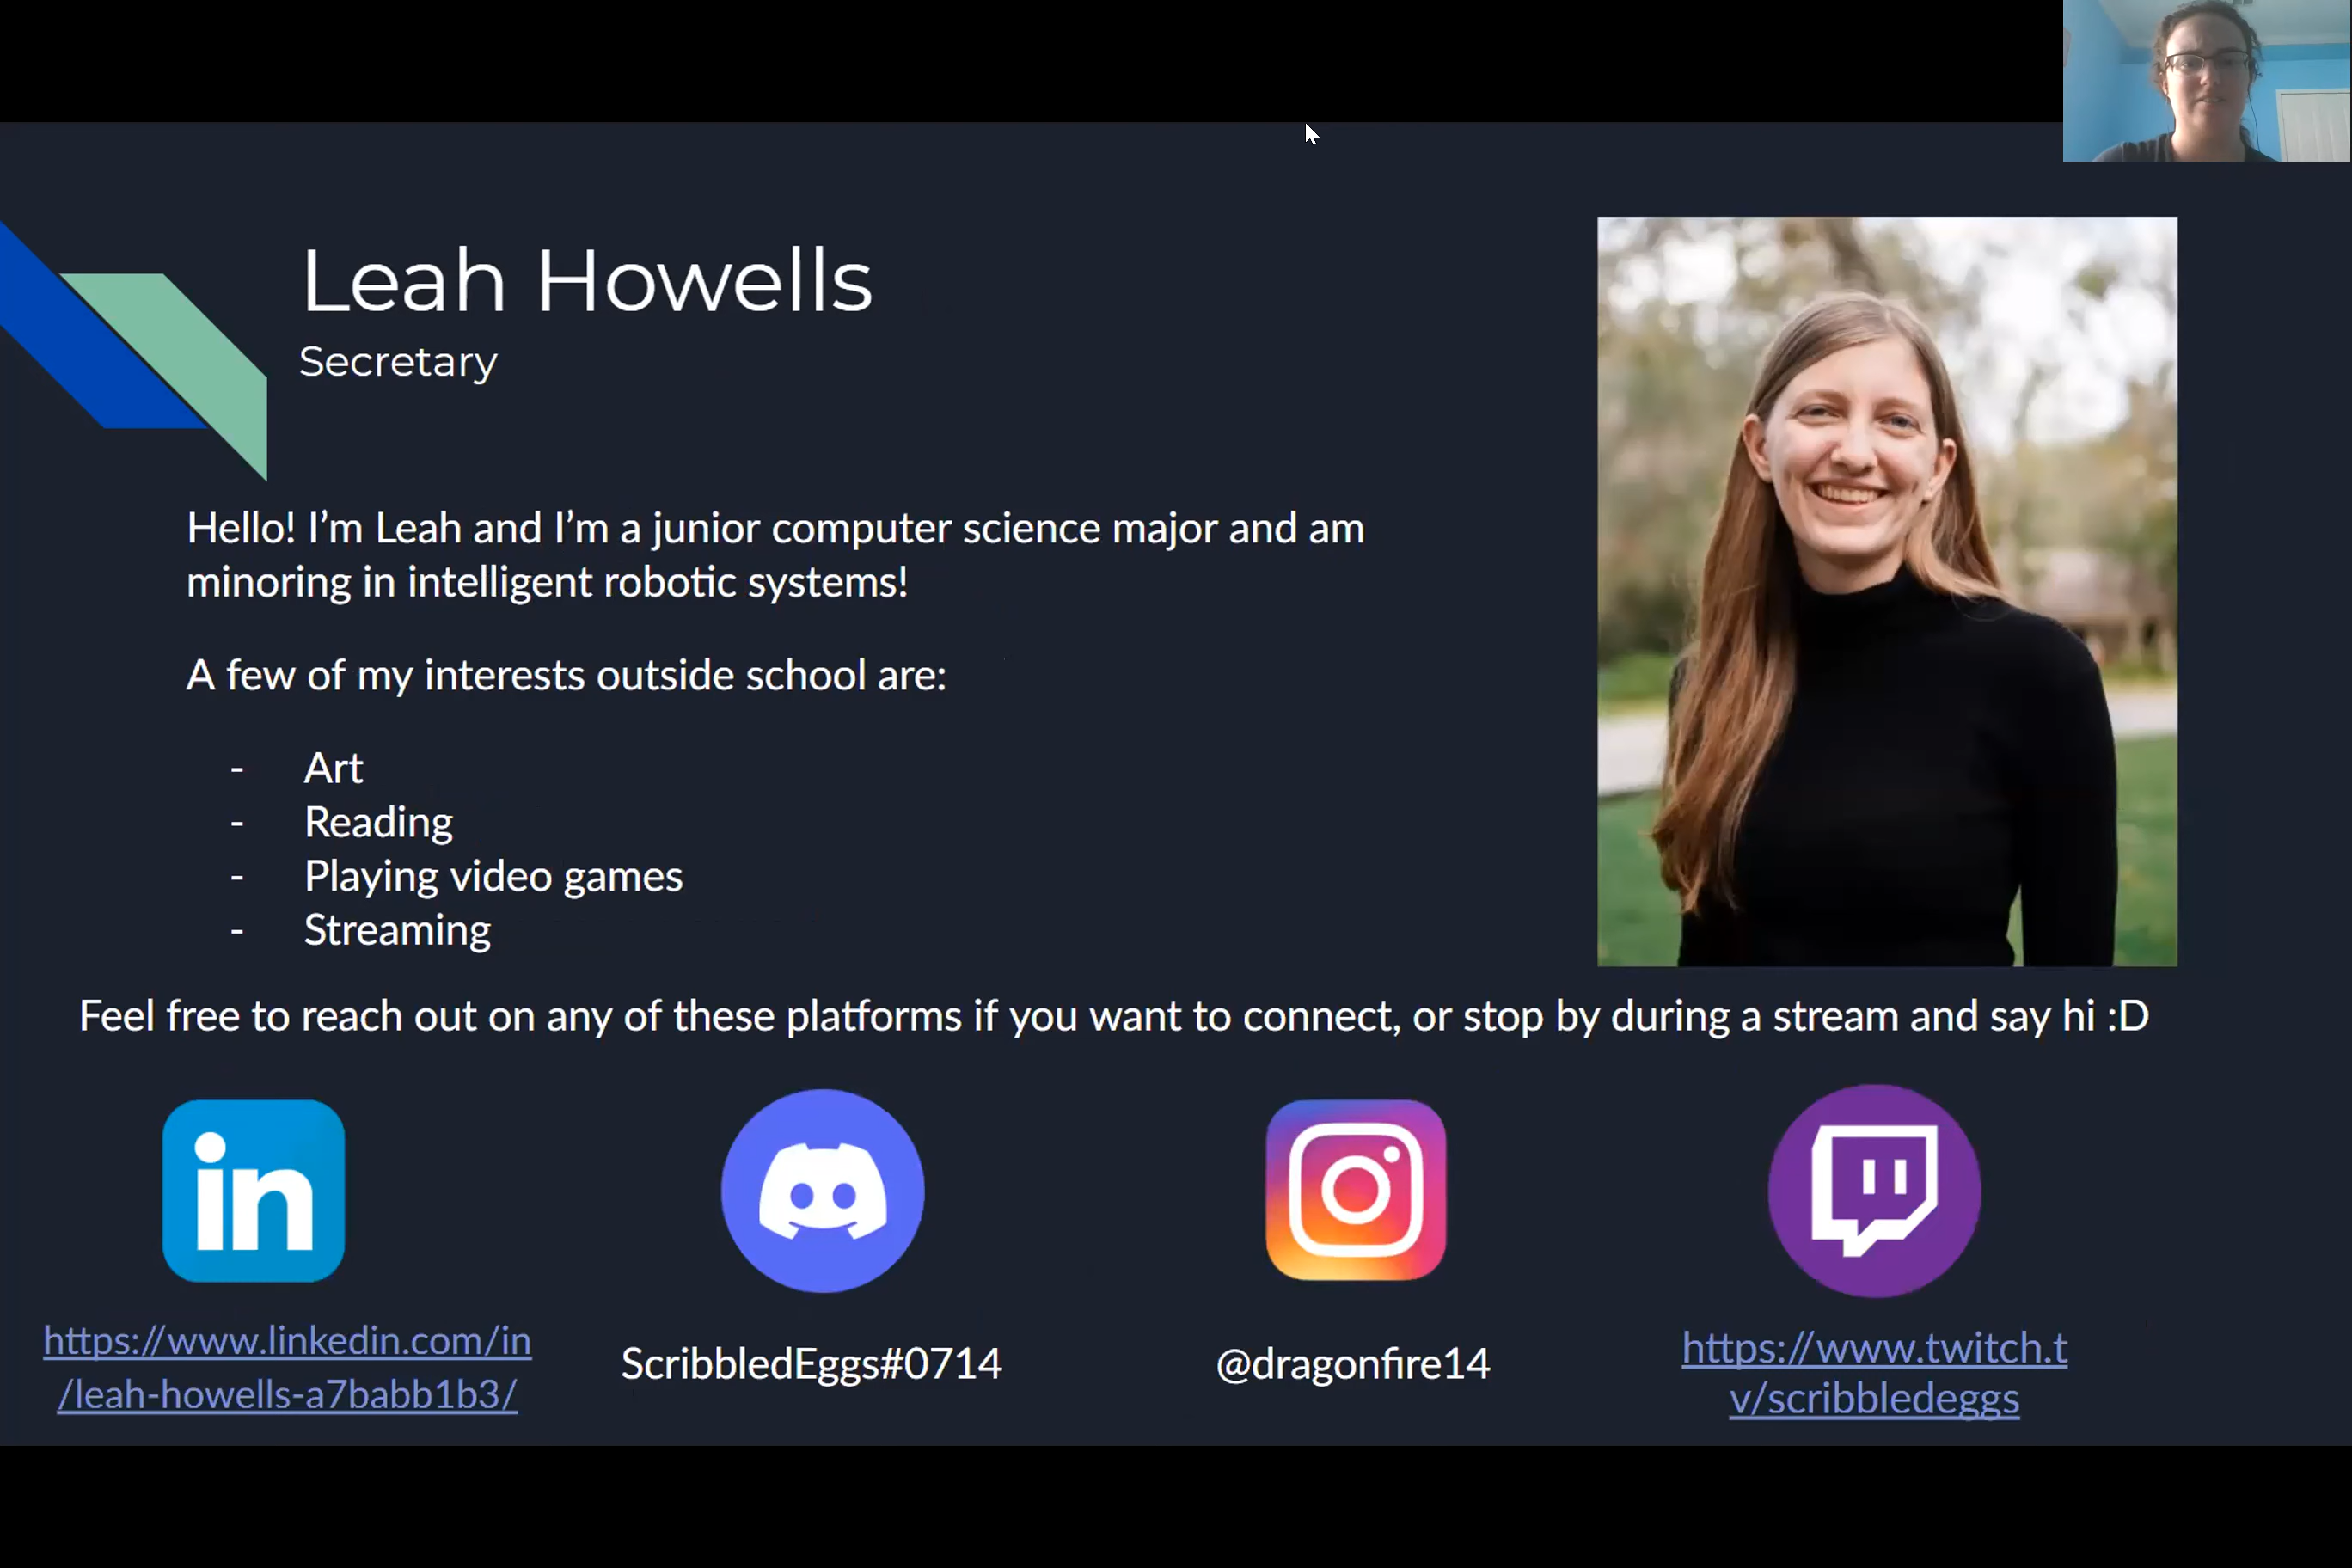 Leah Howells
Secretary
Hello! I’m Leah and I’m a junior computer science major and am
minoring in intelligent robotic systems!
A few of my interests outside school are:
- Art
- Reading
- Playing video games
- Streaming
Feel free to reach out on any of these platforms if you want to connect, or stop by during a stream and say hi :D
in
https://www.linkedin.com/in
/leah-howells-a7babb1b3/
ScribbledEggs#0714
@dragonfire14
https://www.twitch.t
v/scribbledeggs